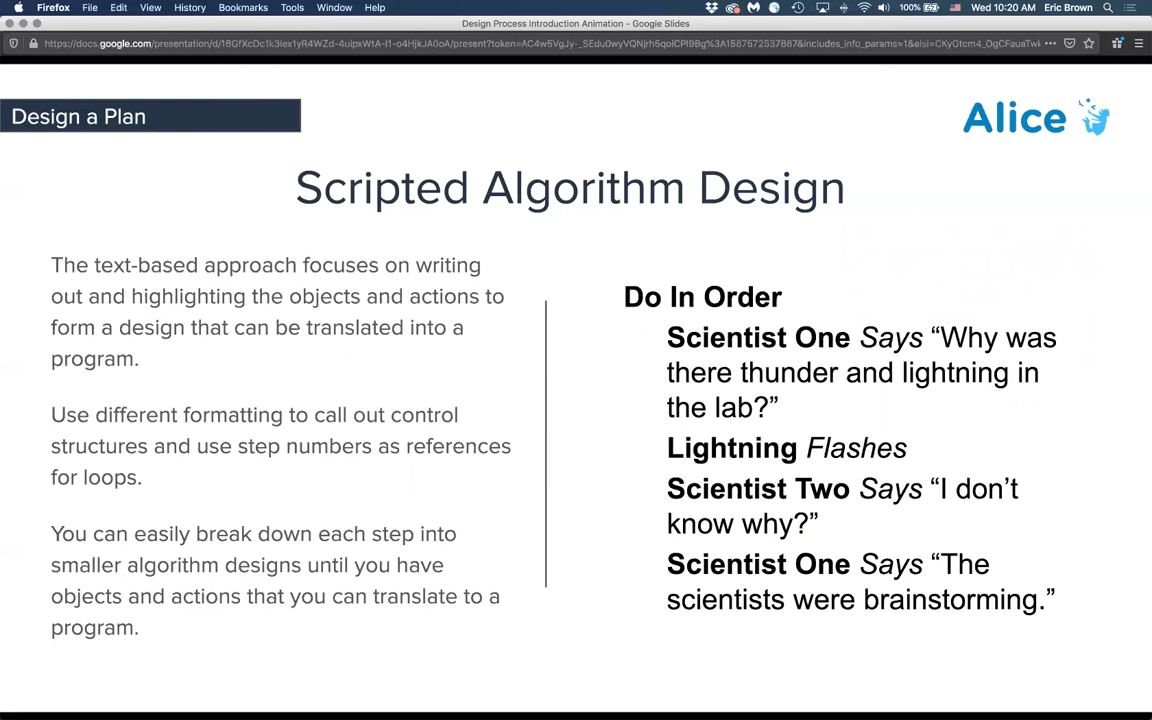 Firefox File Edit View History Bookmarks Tools Window Help 100% Wed 10:20 AM Eric Brown
Design Process Introduction Animation - Google Slides
Design a Plan
Alice
Scripted Algorithm Design
The text-based approach focuses on writing
out and highlighting the objects and actions to
form a design that can be translated into a
program.
Use different formatting to call out control
structures and use step numbers as references
for loops.
You can easily break down each step into
smaller algorithm designs until you have
objects and actions that you can translate to a
program.
Do In Order
Scientist One Says “Why was
there thunder and lightning in
the lab?”
Lightning Flashes
Scientist Two Says “I don’t
know why?”
Scientist One Says “The
scientists were brainstorming.”